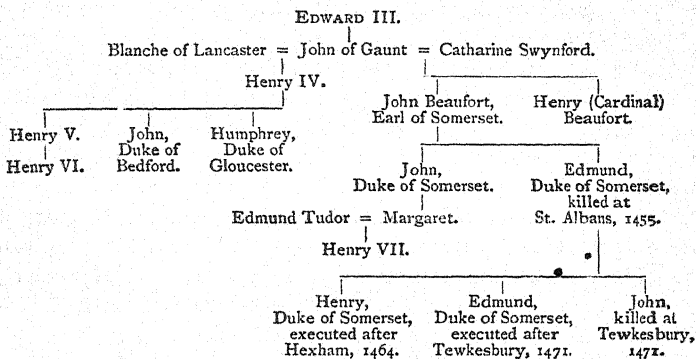 EDWARD III.
Blanche of Lancaster = John of Gaunt = Catharine Swynford.
Henry IV.
John Beaufort,
Earl of Somerset.
Henry (Cardinal)
Beaufort.
Henry V.
John,
Duke of
Bedford.
Humphrey,
Duke of
Gloucester.
Henry VI.
John,
Duke of Somerset.
Edmund,
Duke of Somerset,
killed at
St. Albans, 1455.
Edmund Tudor = Margaret.
Henry VII.
Henry,
Duke of Somerset,
executed after
Hexham, 1464.
Edmund,
Duke of Somerset,
executed after
Tewkesbury, 1471.
John,
killed at
Tewkesbury,
1471.